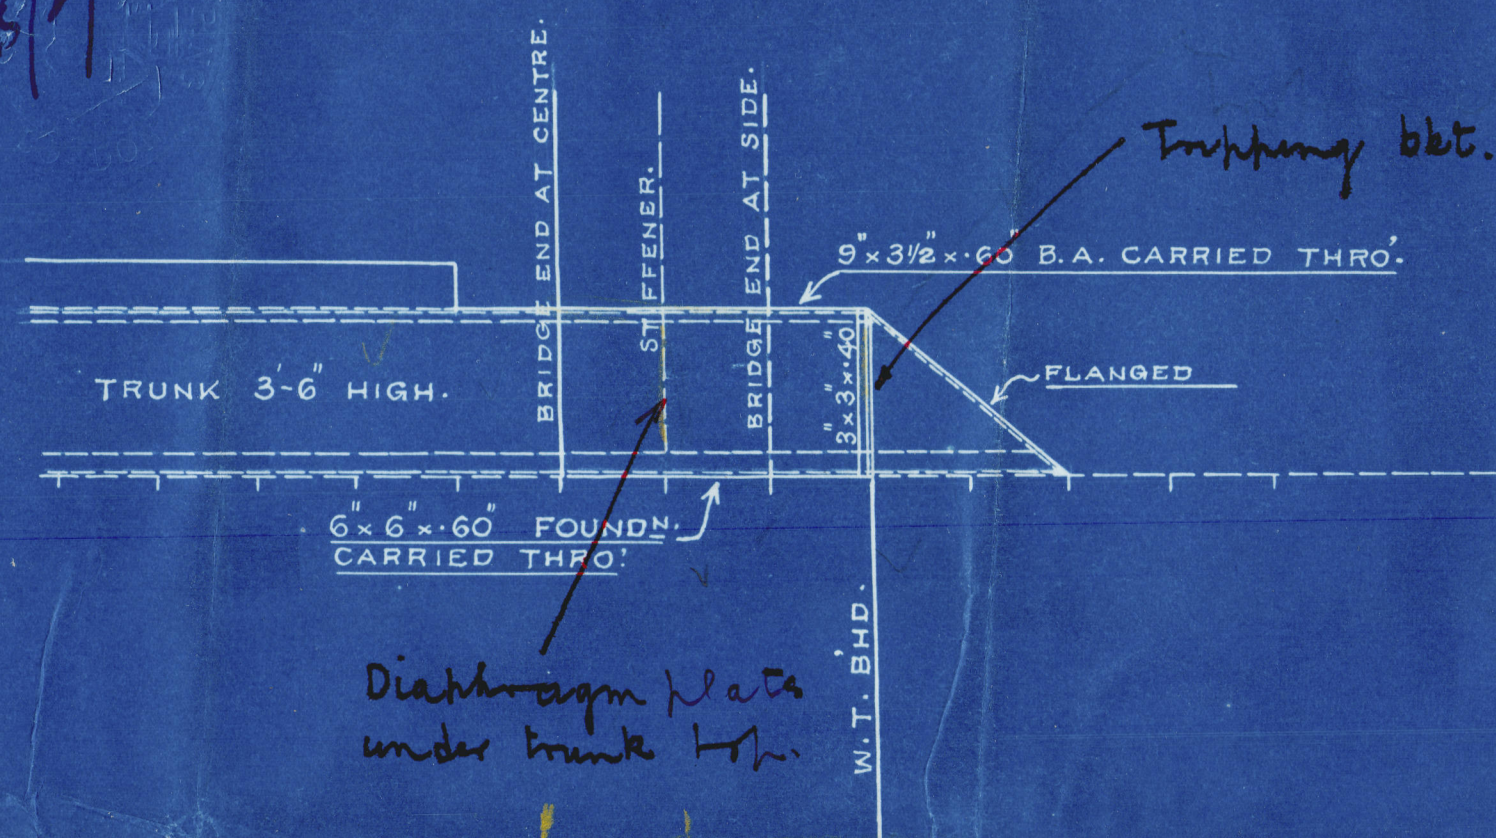 BRIDGE END AT CENTRE.
STIFFENER.
BRIDGE END AT SIDE.
Tripping bkt.
9"x 3½"x ·60" B.A. CARRIED THRO'.
TRUNK 3'-6" HIGH.
3"x 3"x ·40"
FLANGED
6"x 6"x ·60" FOUNDN.
CARRIED THRO'.
W.T. B'HD.
Diaphragm plate
under trunk top.